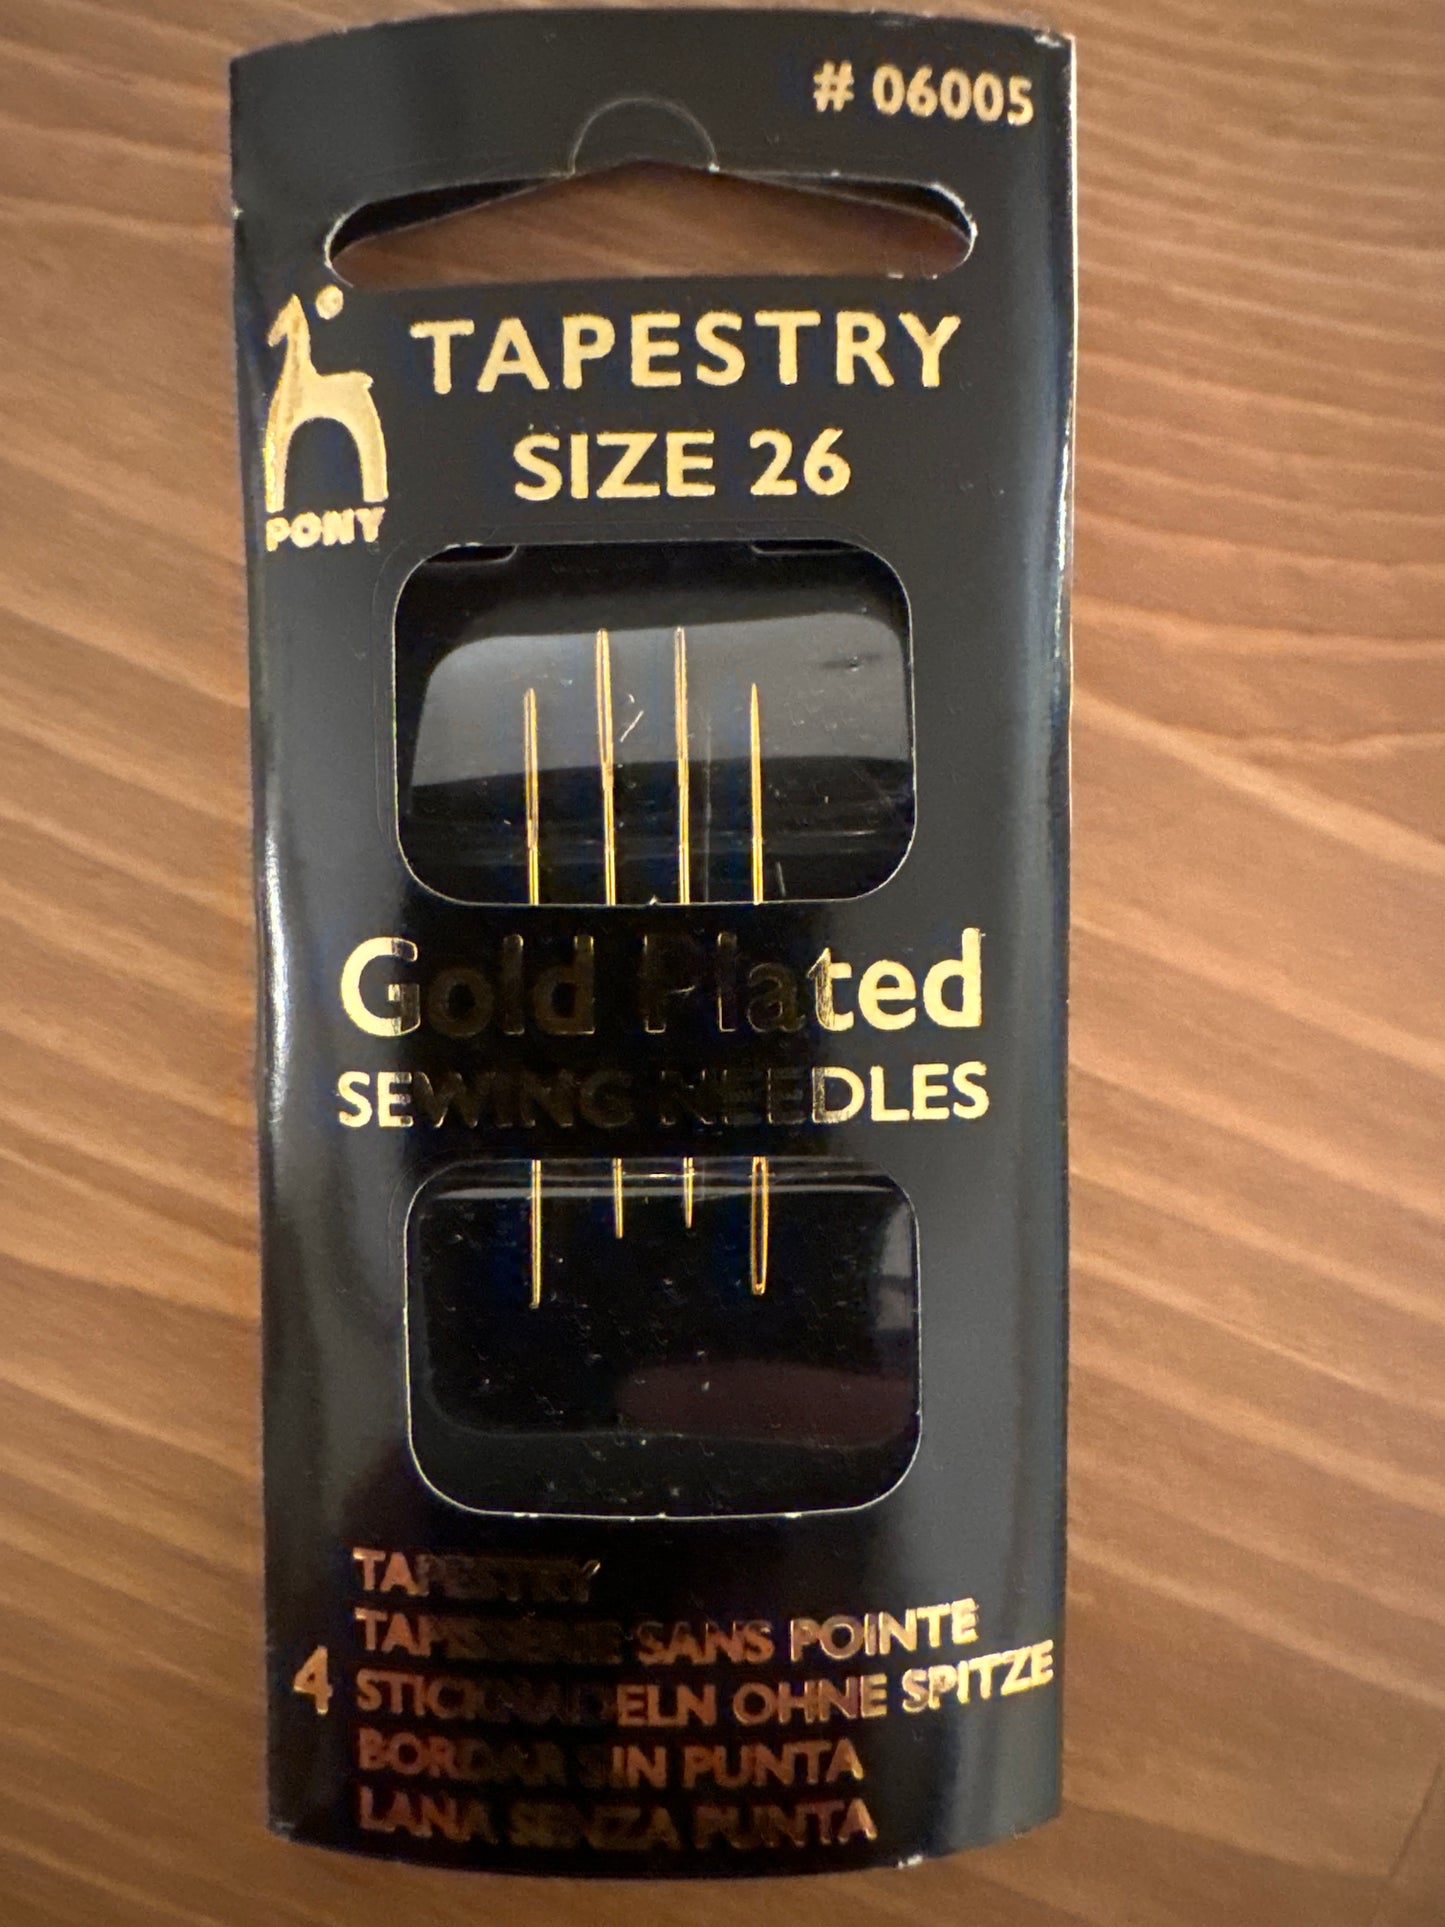 # 06005
TAPESTRY
SIZE 26
PONY
Gold Plated
SEWING NEEDLES
TAPESTRY
TAPISSERIE SANS POINTE
4 STICKNADELN OHNE SPITZE
BORDAR SIN PUNTA
LANA SENZA PUNTA